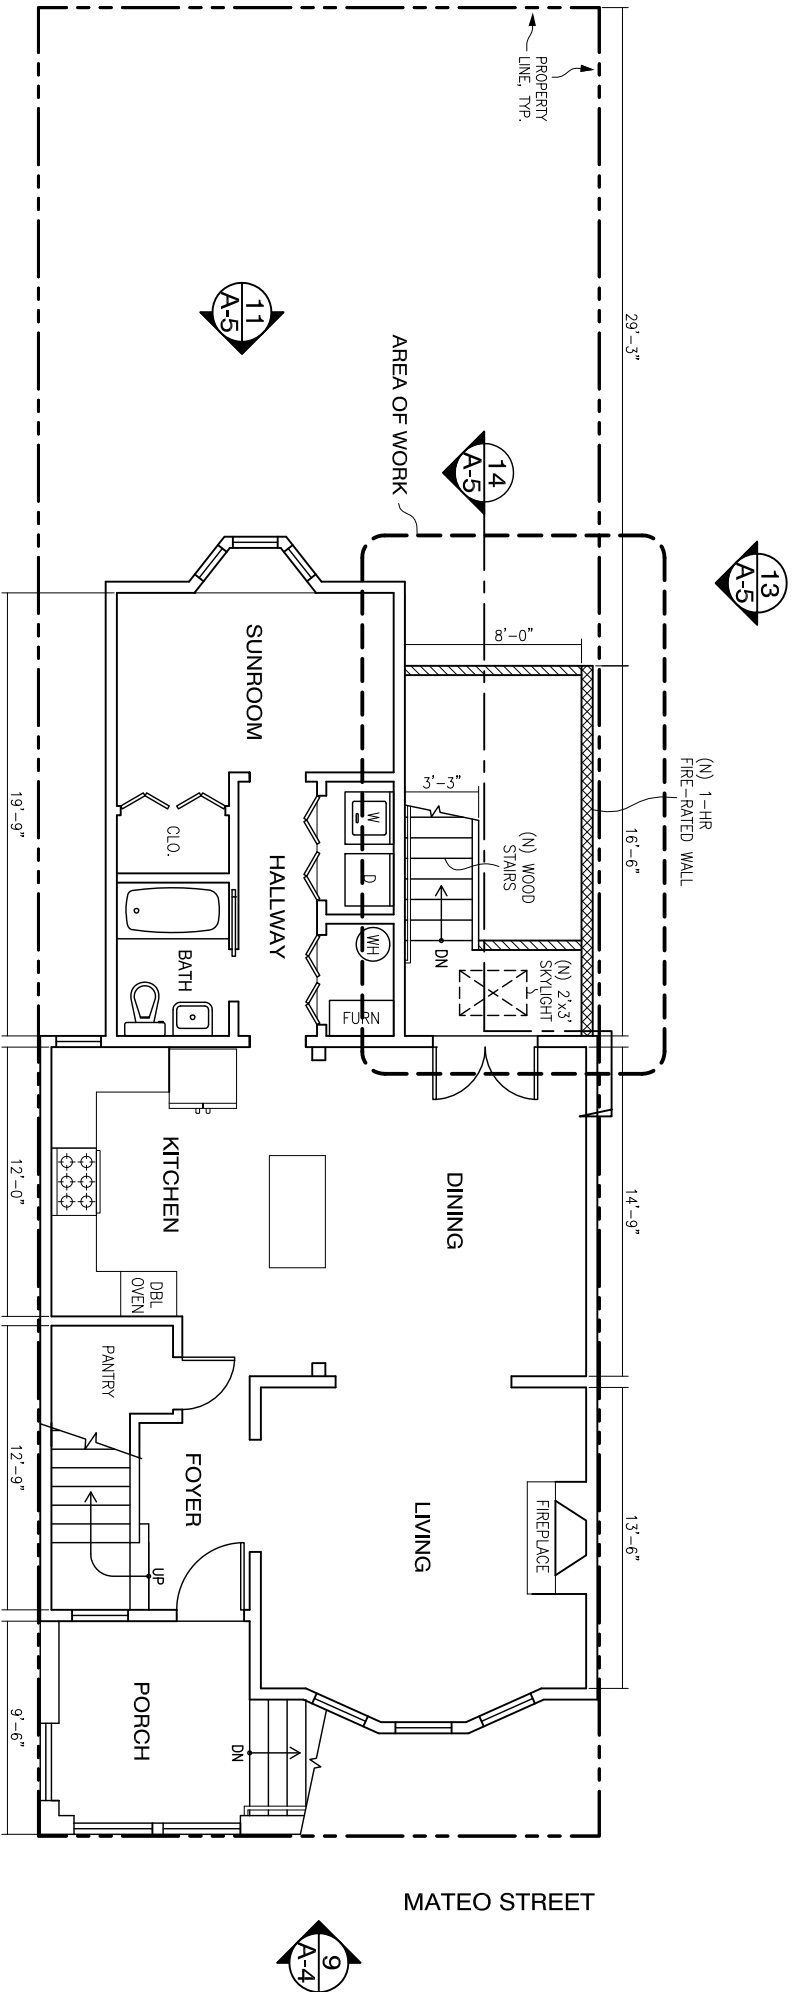 PROPERTY
LINE, TYP.
29'-3"
13
A-5
11
A-5
AREA OF WORK
14
A-5
8'-0"
(N) 1-HR
FIRE-RATED WALL
16'-6"
SUNROOM
3'-3"
W
D
(N) WOOD
STAIRS
CLO.
19'-9"
HALLWAY
WH
DN
(N) 2'x3'
SKYLIGHT
BATH
FURN
KITCHEN
DINING
14'-9"
12'-0"
DBL
OVEN
PANTRY
FOYER
LIVING
FIREPLACE
13'-6"
12'-9"
UP
PORCH
DN
9'-6"
MATEO STREET
9
A-4